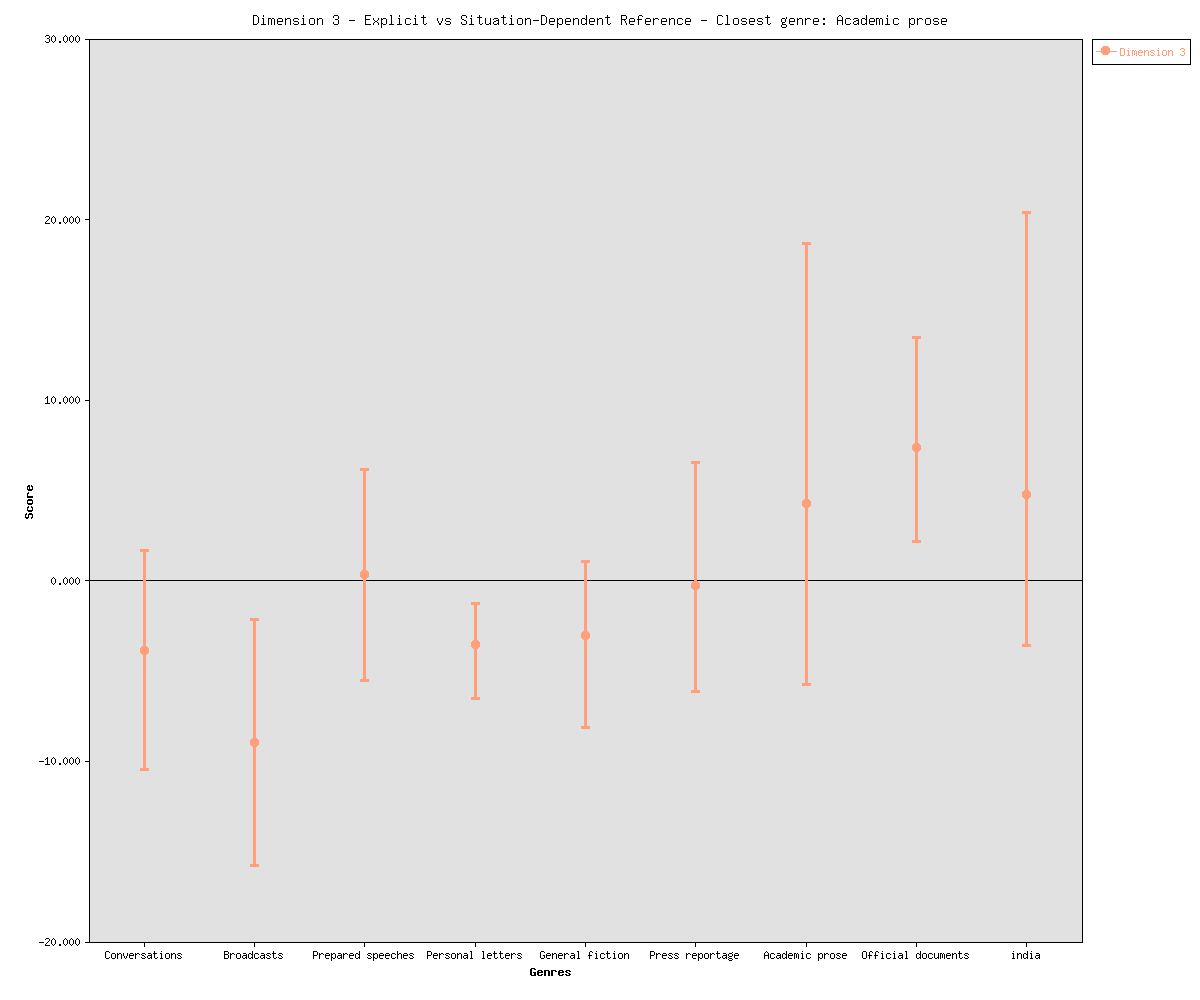 Dimension 3 - Explicit vs Situation-Dependent Reference - Closest genre: Academic prose
30.000
Dimension 3
20.000
10.000
Score
0.000
-10.000
-20.000
Conversations Broadcasts Prepared speeches Personal letters General fiction Press reportage Academic prose Official documents india
Genres